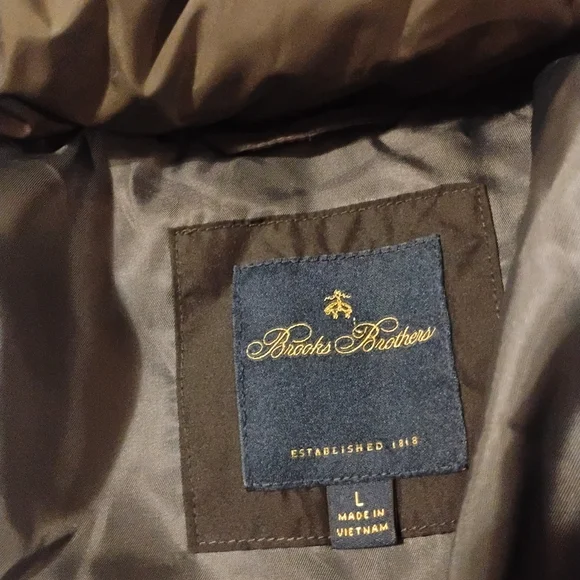 Brooks Brothers
ESTABLISHED 1818
L
MADE IN
VIETNAM